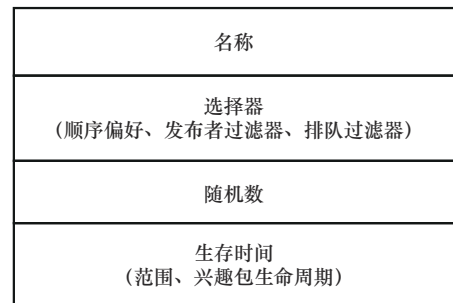 名称
选择器
（顺序偏好、发布者过滤器、排队过滤器）
随机数
生存时间
（范围、兴趣包生命周期）